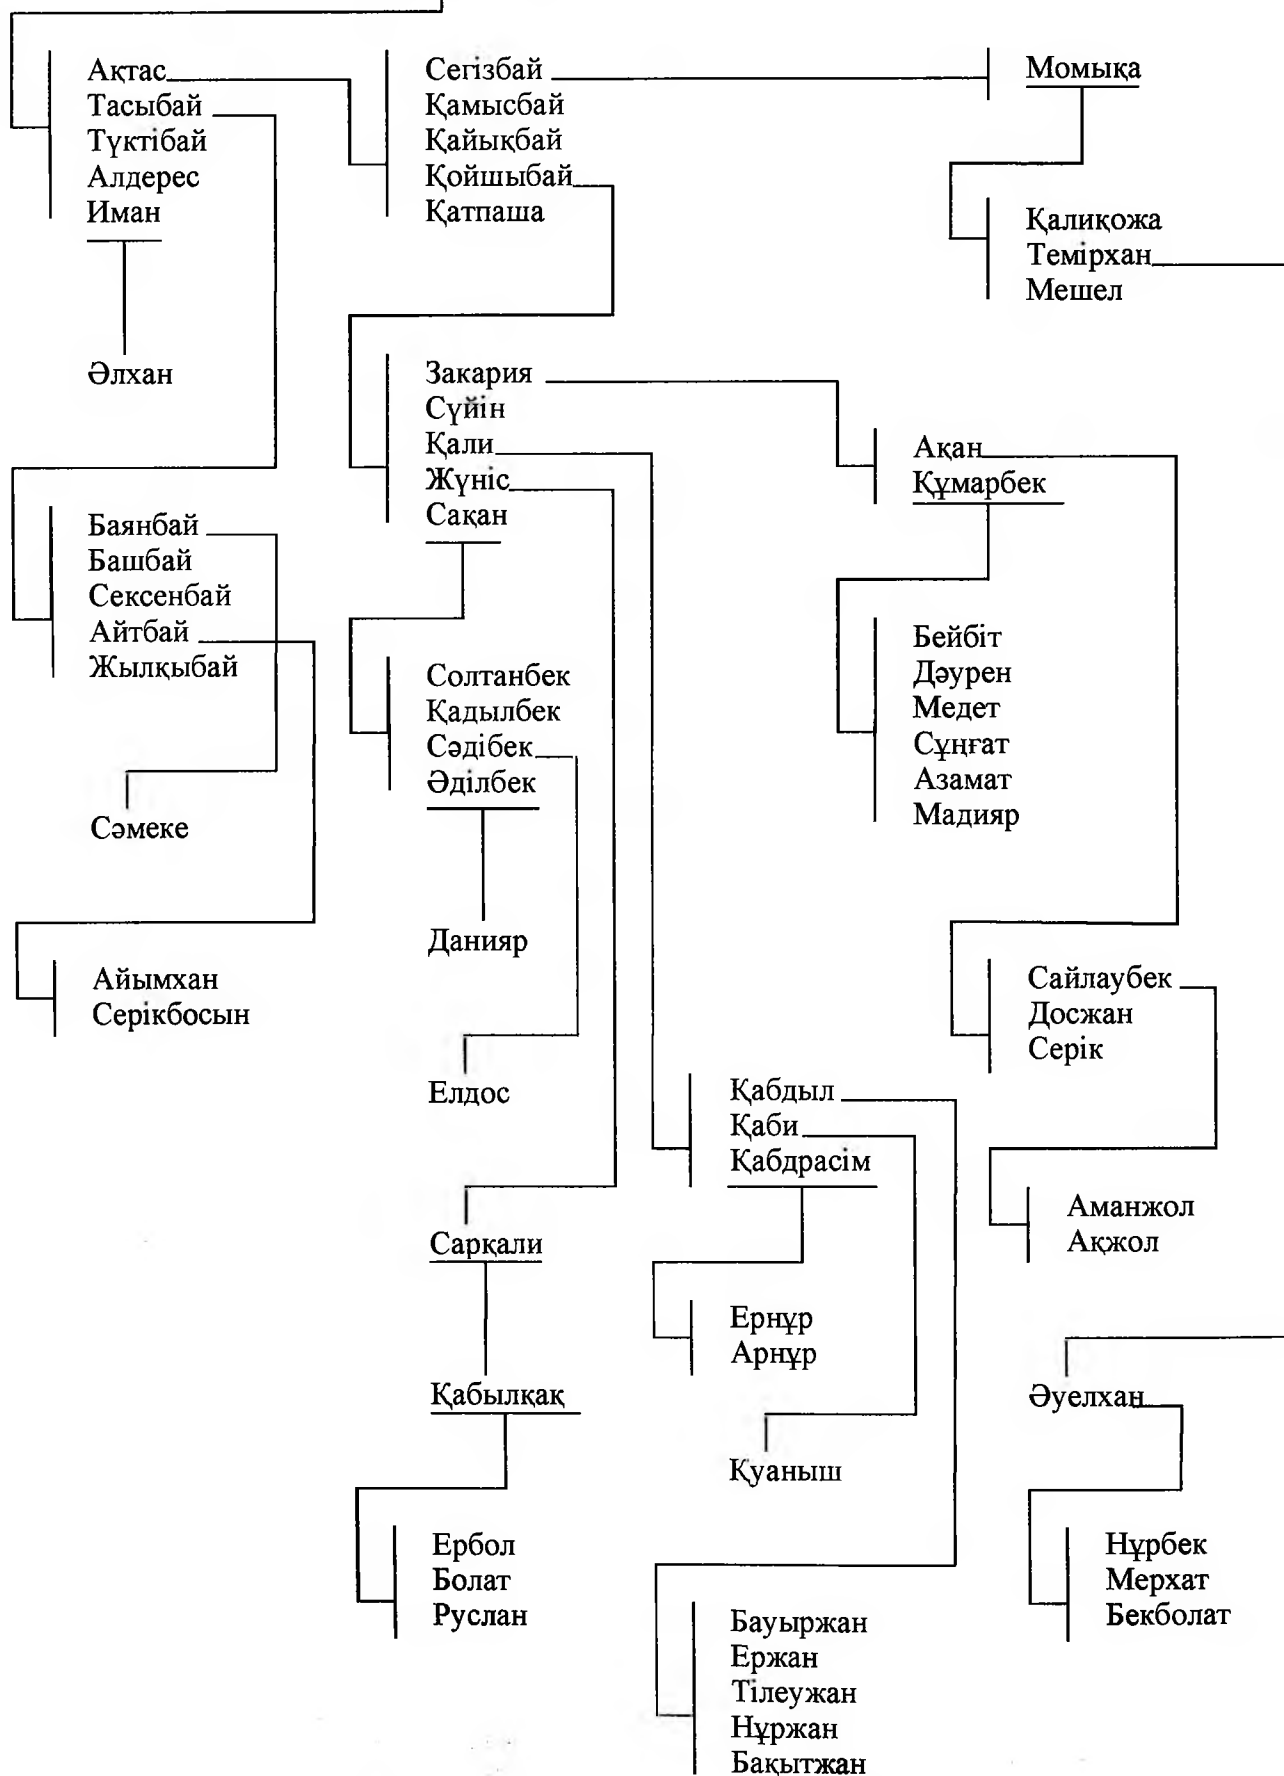 Ақтас
Тасыбай
Түктібай
Алдерес
Иман
Сегізбай
Қамысбай
Қайықбай
Қойшыбай
Қатпаша
Момықа
Қалиқожа
Темірхан
Мешел
Әлхан
Закария
Сүйін
Қали
Жүніс
Сақан
Ақан
Құмарбек
Баянбай
Башбай
Сексенбай
Айтбай
Жылқыбай
Солтанбек
Қадылбек
Сәдібек
Әділбек
Бейбіт
Дәурен
Медет
Сұңғат
Азамат
Мадияр
Сәмеке
Данияр
Айымхан
Серікбосын
Сайлаубек
Досжан
Серік
Елдос
Қабдыл
Қаби
Қабдрасім
Аманжол
Ақжол
Сарқали
Ернұр
Арнұр
Қабылқақ
Әуелхан
Қуаныш
Ербол
Болат
Руслан
Нұрбек
Мерхат
Бекболат
Бауыржан
Ержан
Тілеужан
Нұржан
Бақытжан